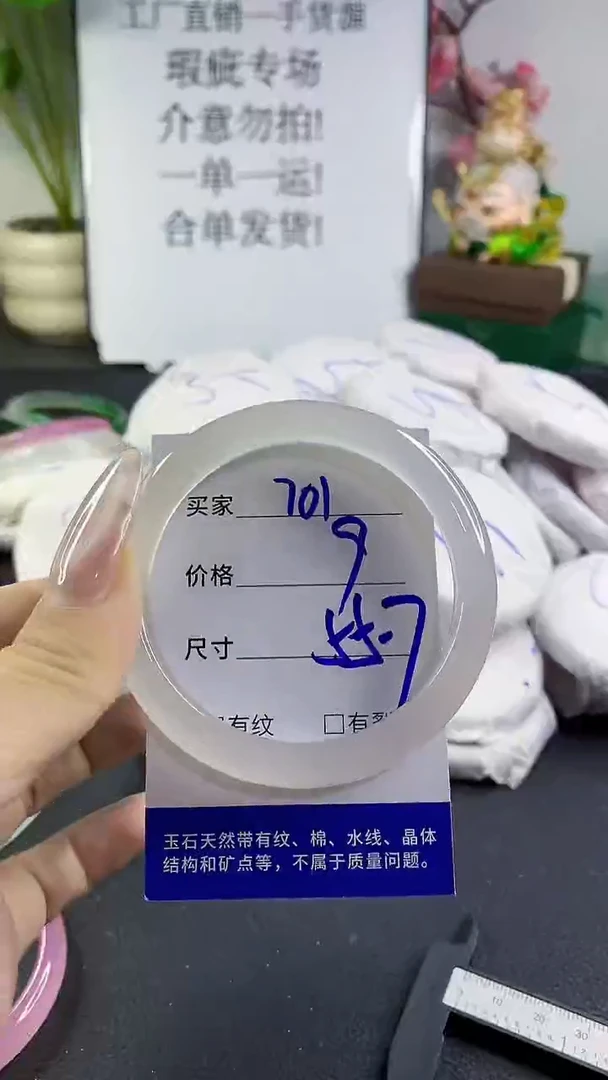 工厂直销一手货源
瑕疵专场
介意勿拍!
一单一运!
合单发货!
买家 701
价格 9
尺寸
有纹 □有裂
玉石天然带有纹、棉、水线、晶体
结构和矿点等，不属于质量问题。
10 20 30